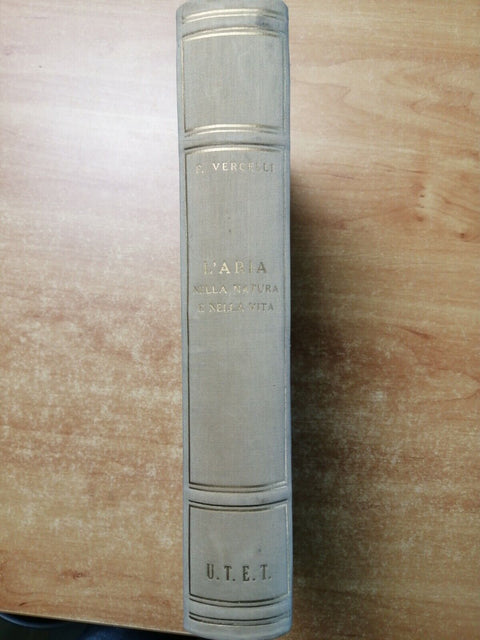 F. VERCELLI
L'ARIA
NELLA NATURA
E NELLA VITA
U. T. E. T.